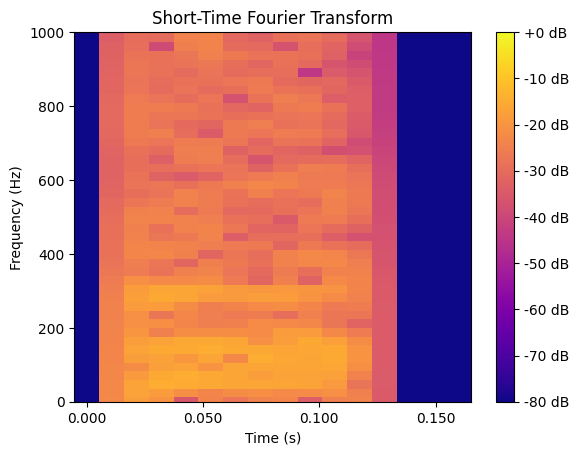 Short-Time Fourier Transform
1000
800
600
400
200
0
Frequency (Hz)
0.000
0.050
0.100
0.150
Time (s)
+0 dB
-10 dB
-20 dB
-30 dB
-40 dB
-50 dB
-60 dB
-70 dB
-80 dB